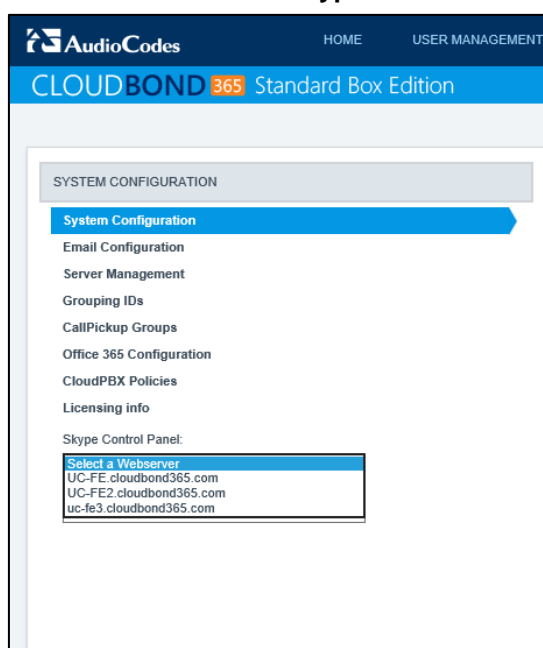 AudioCodes
HOME USER MANAGEMENT
CLOUDBOND 365 Standard Box Edition
SYSTEM CONFIGURATION
System Configuration
Email Configuration
Server Management
Grouping IDs
CallPickup Groups
Office 365 Configuration
CloudPBX Policies
Licensing info
Skype Control Panel:
Select a Webserver
UC-FE.cloudbond365.com
UC-FE2.cloudbond365.com
uc-fe3.cloudbond365.com